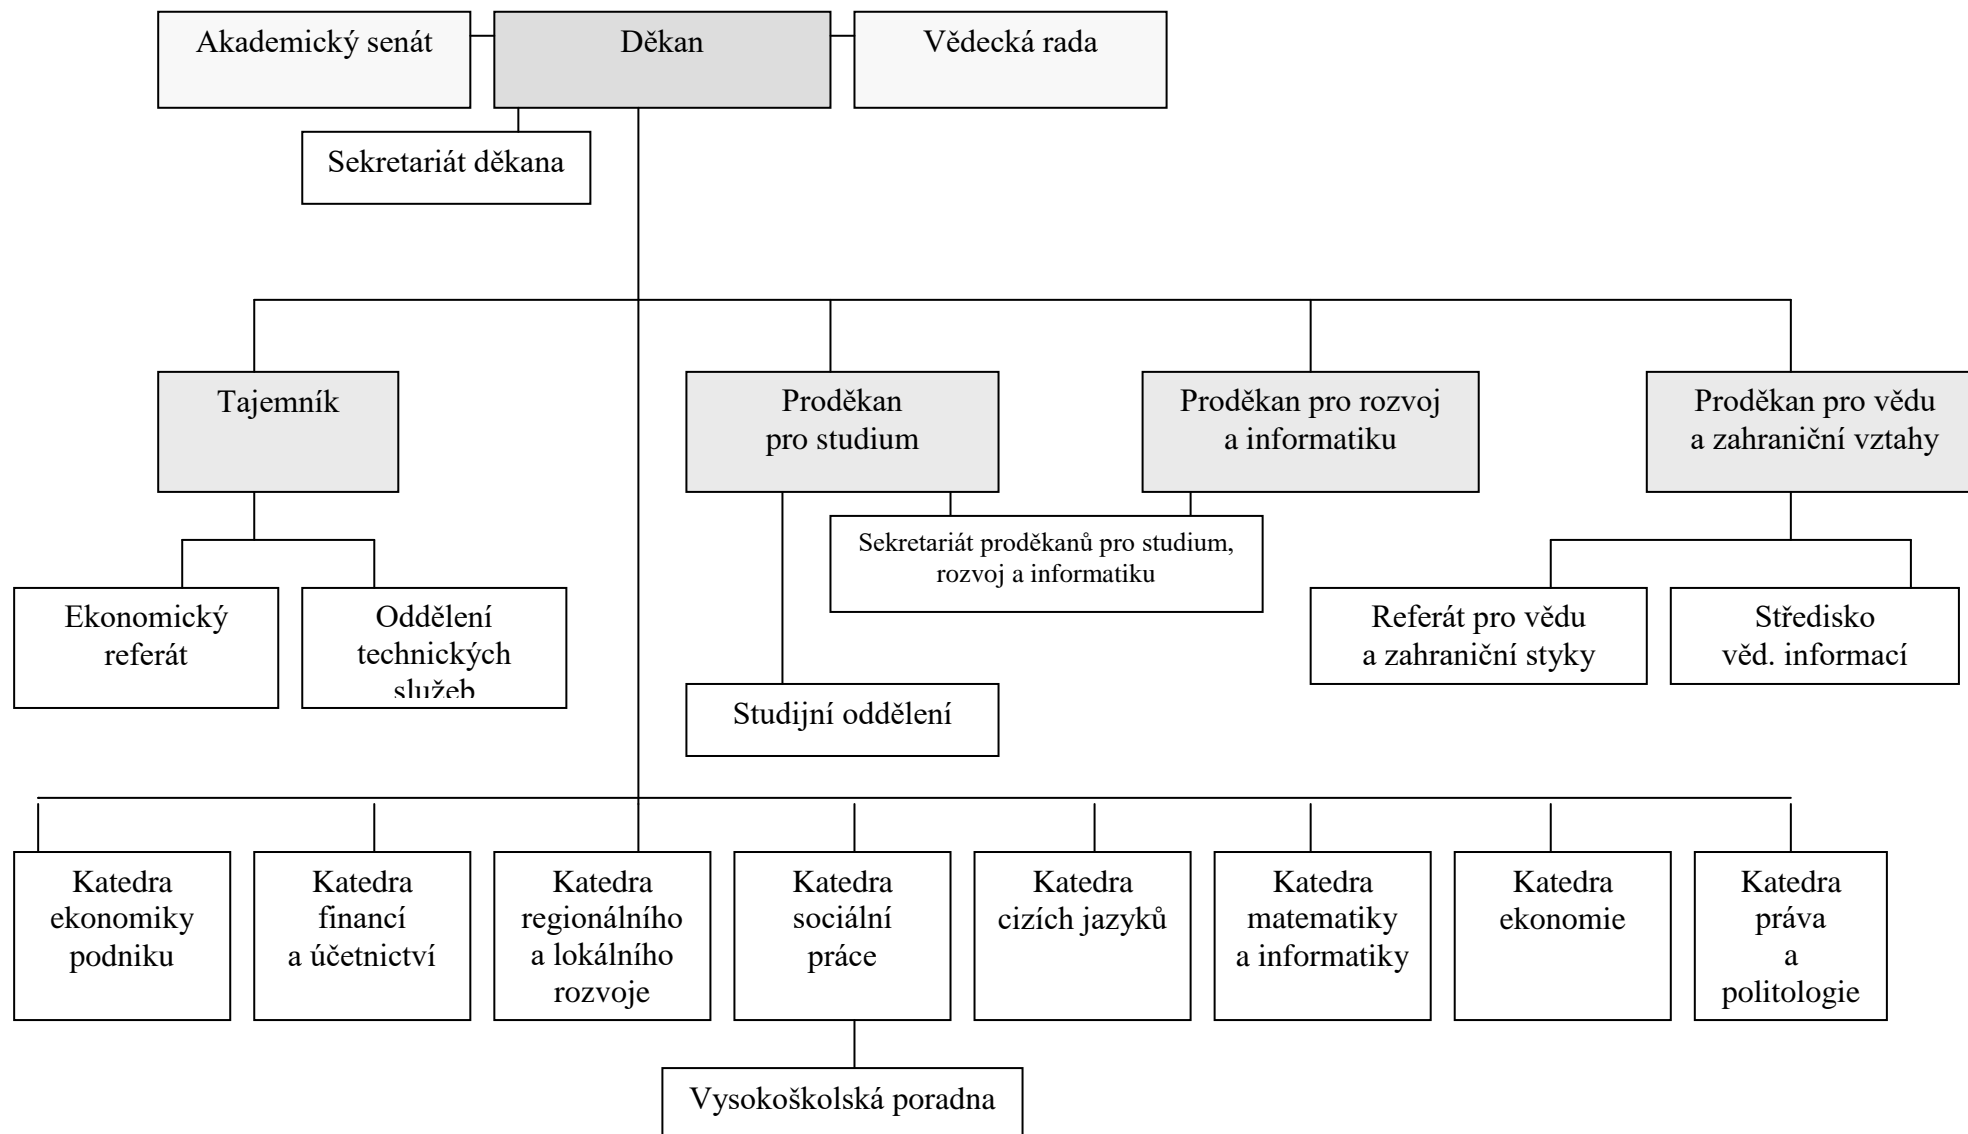 Akademický senát
Děkan
Vědecká rada
Sekretariát děkana
Tajemník
Proděkan
pro studium
Proděkan pro rozvoj
a informatiku
Proděkan pro vědu
a zahraniční vztahy
Sekretariát proděkanů pro studium,
rozvoj a informatiku
Ekonomický
referát
Oddělení
technických
služeb
Referát pro vědu
a zahraniční styky
Středisko
věd. informací
Studijní oddělení
Katedra
ekonomiky
podniku
Katedra
financí
a účetnictví
Katedra
regionálního
a lokálního
rozvoje
Katedra
sociální
práce
Katedra
cizích jazyků
Katedra
matematiky
a informatiky
Katedra
ekonomie
Katedra
práva
a
politologie
Vysokoškolská poradna